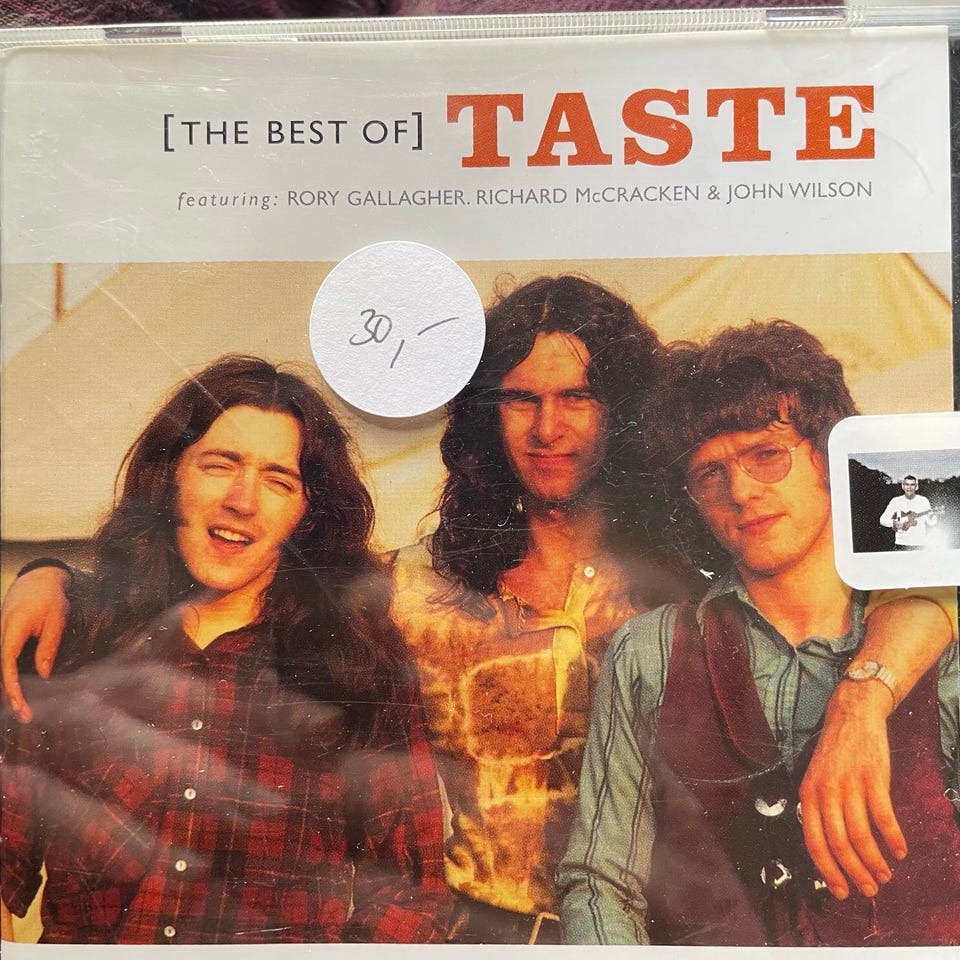 [THE BEST OF] TASTE
featuring: RORY GALLAGHER. RICHARD McCRACKEN & JOHN WILSON
30,-